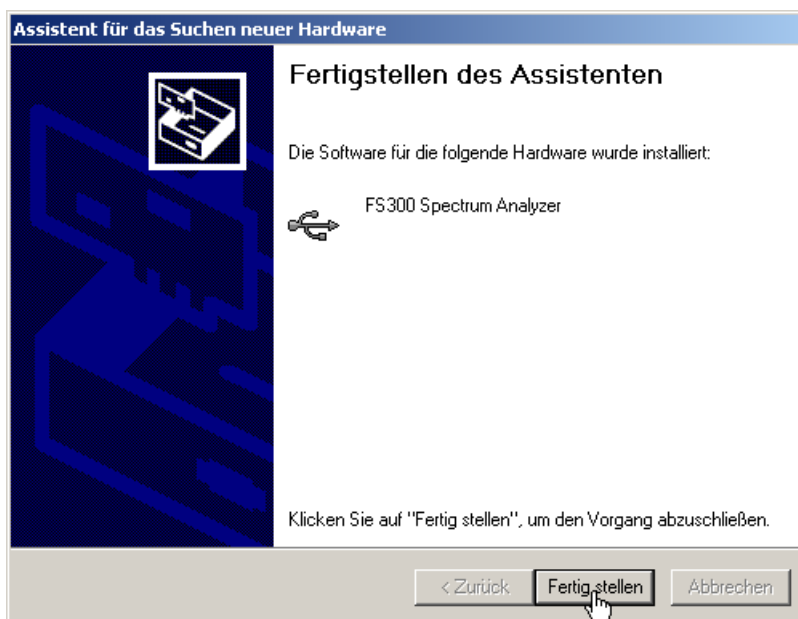 Assistent für das Suchen neuer Hardware
Fertigstellen des Assistenten
Die Software für die folgende Hardware wurde installiert:
FS300 Spectrum Analyzer
Klicken Sie auf "Fertig stellen", um den Vorgang abzuschließen.
< Zurück Fertig stellen Abbrechen